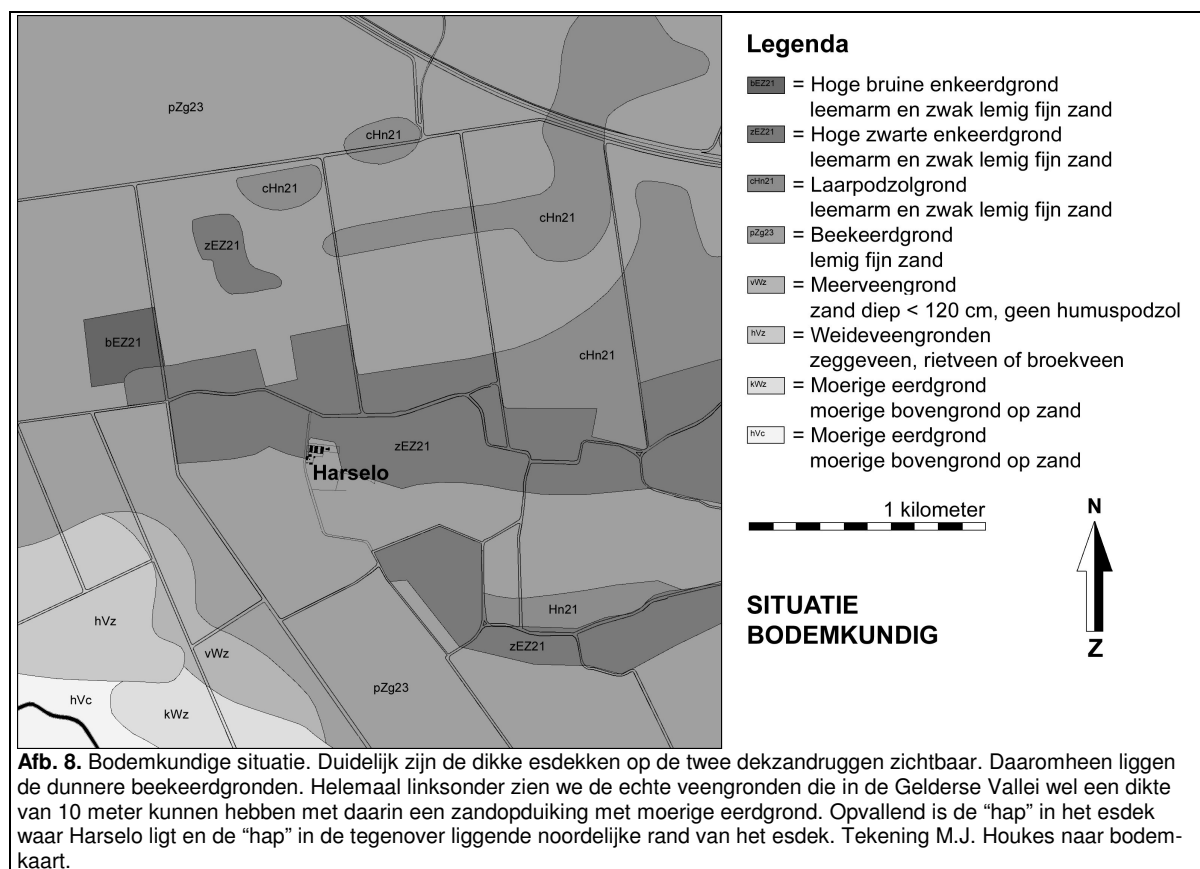 pZg23
cHn21
cHn21
zEZ21
cHn21
bEZ21
cHn21
zEZ21
Harselo
hVz
vWz
Hn21
zEZ21
hVc
kWz
pZg23
Legenda
bEZ21 = Hoge bruine enkeerdgrond
leemarm en zwak lemig fijn zand
zEZ21 = Hoge zwarte enkeerdgrond
leemarm en zwak lemig fijn zand
cHn21 = Laarpodzolgrond
leemarm en zwak lemig fijn zand
pZg23 = Beekeerdgrond
lemig fijn zand
vWz = Meerveengrond
zand diep < 120 cm, geen humuspodzol
hVz = Weideveengronden
zeggeveen, rietveen of broekveen
kWz = Moerige eerdgrond
moerige bovengrond op zand
hVc = Moerige eerdgrond
moerige bovengrond op zand
1 kilometer
N
Z
SITUATIE
BODEMKUNDIG
Afb. 8. Bodemkundige situatie. Duidelijk zijn de dikke esdekken op de twee dekzandruggen zichtbaar. Daaromheen liggen
de dunnere beekeerdgronden. Helemaal linksonder zien we de echte veengronden die in de Gelderse Vallei wel een dikte
van 10 meter kunnen hebben met daarin een zandopduiking met moerige eerdgrond. Opvallend is de “hap” in het esdek
waar Harselo ligt en de “hap” in de tegenover liggende noordelijke rand van het esdek. Tekening M.J. Houkes naar bodem-
kaart.